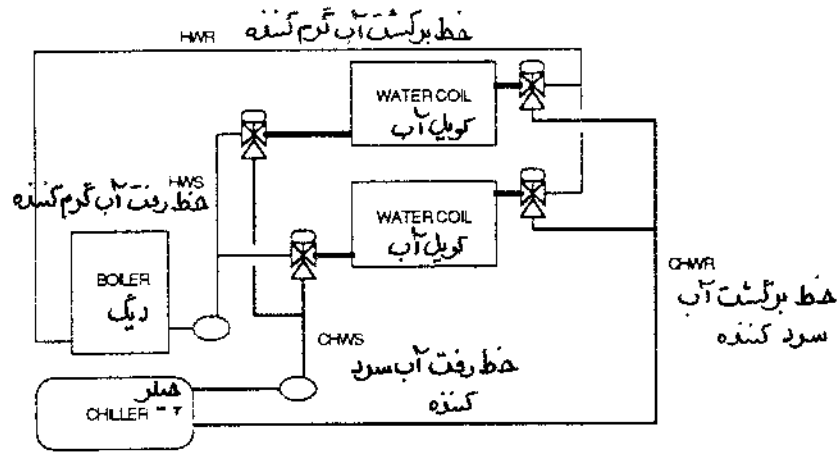 HWR
خط برگشت آب گرم کننده
WATER COIL
کویل آب
HWS
خط رفت آب گرم کننده
WATER COIL
کویل آب
BOILER
دیگ
CHWR
خط برگشت آب
سرد کننده
CHWS
خط رفت آب سرد
کننده
چیلر
CHILLER